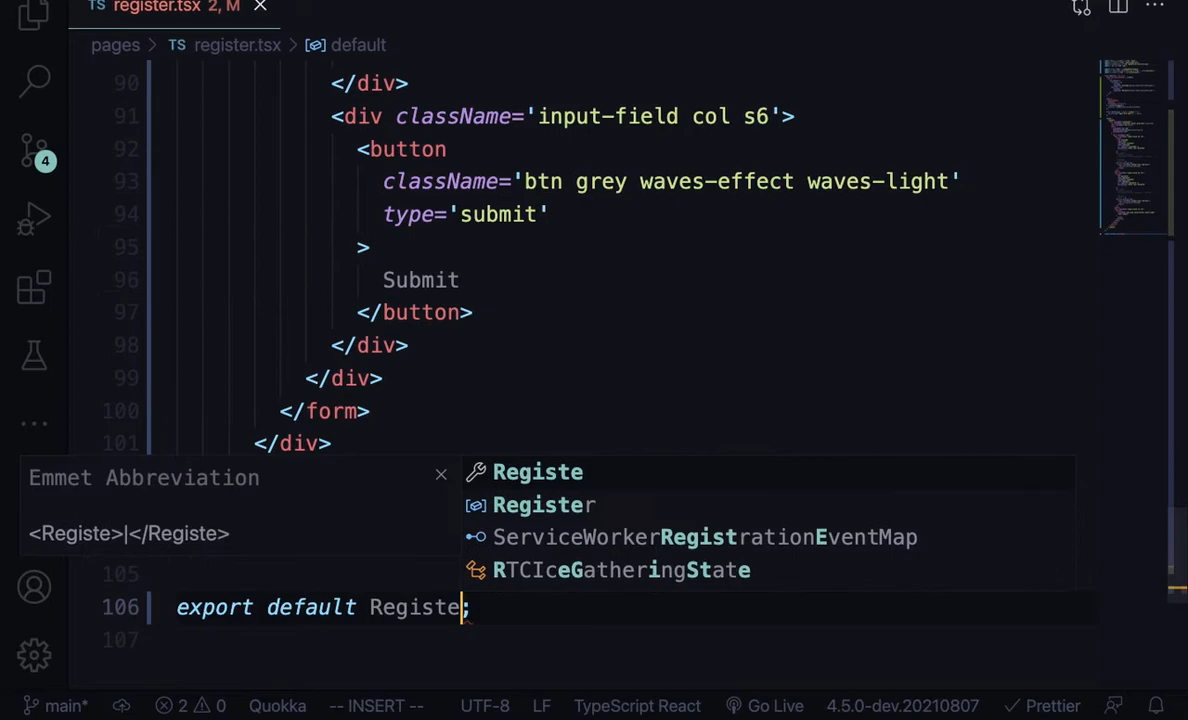 TS register.tsx 2, M
pages > TS register.tsx > default
90 </div>
91 <div className='input-field col s6'>
92 <button
93 className='btn grey waves-effect waves-light'
94 type='submit'
95 >
96 Submit
97 </button>
98 </div>
99 </div>
100 </form>
101 </div>
4
Emmet Abbreviation
<Registe>|</Registe>
Registe
Register
ServiceWorkerRegistrationEventMap
RTCIceGatheringState
105
106 export default Registe;
107
main* 2 0 Quokka -- INSERT -- UTF-8 LF TypeScript React Go Live 4.5.0-dev.20210807 Prettier